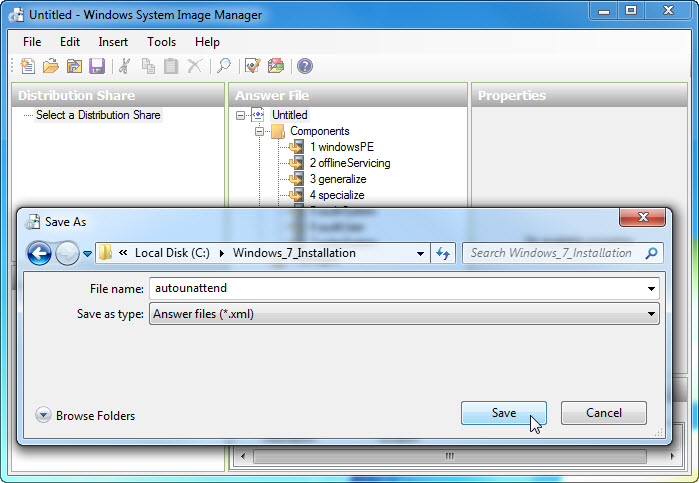 Untitled - Windows System Image Manager
File Edit Insert Tools Help
Distribution Share
Select a Distribution Share
Answer File
Untitled
Components
1 windowsPE
2 offlineServicing
3 generalize
4 specialize
Properties
Save As
« Local Disk (C:) Windows_7_Installation
Search Windows_7_Installation
File name: autounattend
Save as type: Answer files (*.xml)
Browse Folders
Save
Cancel